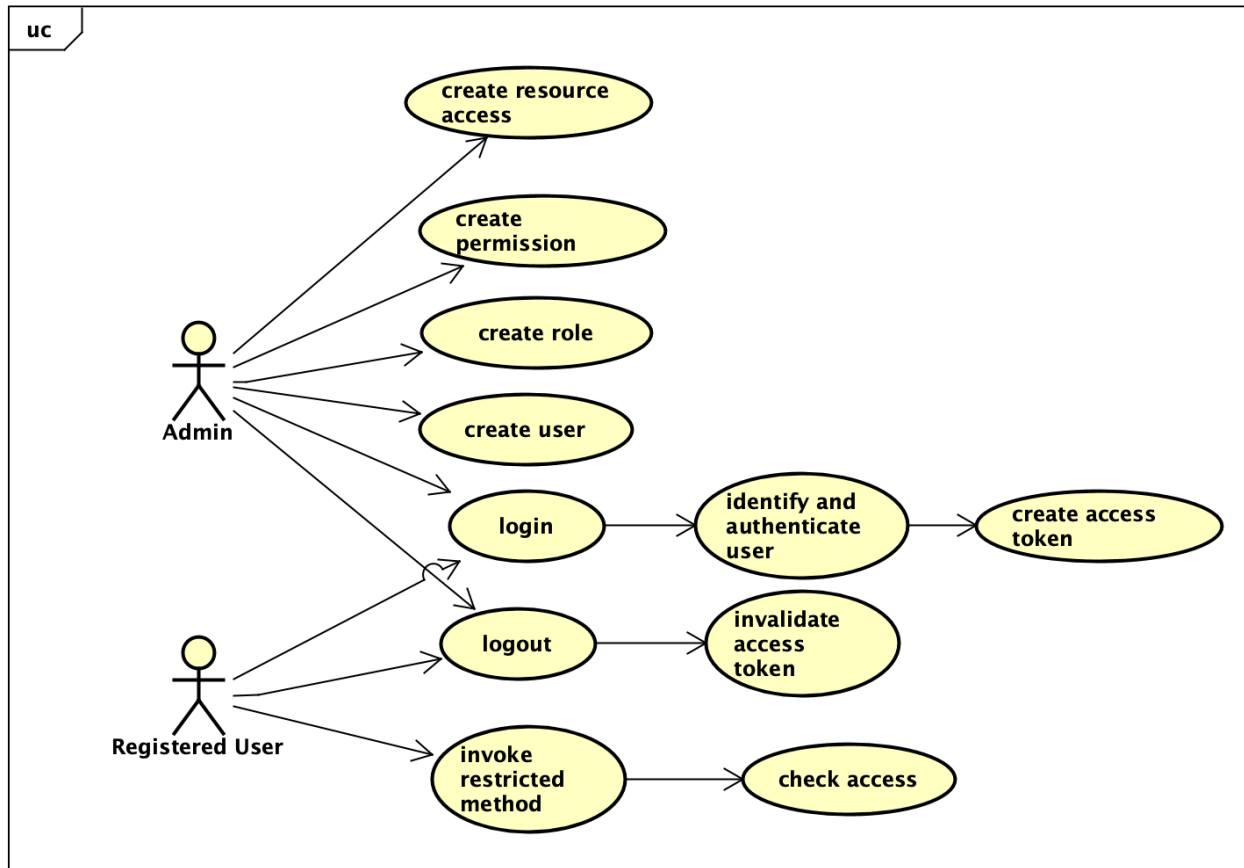 uc
create resource
access
create
permission
create role
Admin
create user
login
identify and
authenticate
user
create access
token
logout
invalidate
access
token
Registered User
invoke
restricted
method
check access